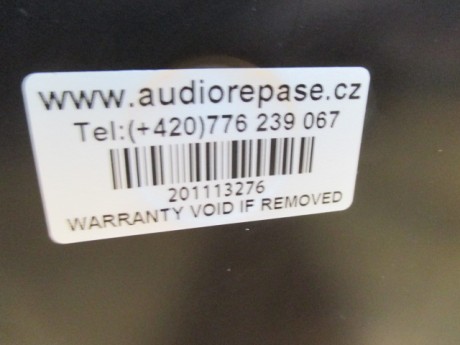 www.audiorepase.cz
Tel:(+420)776 239 067
201113276
WARRANTY VOID IF REMOVED